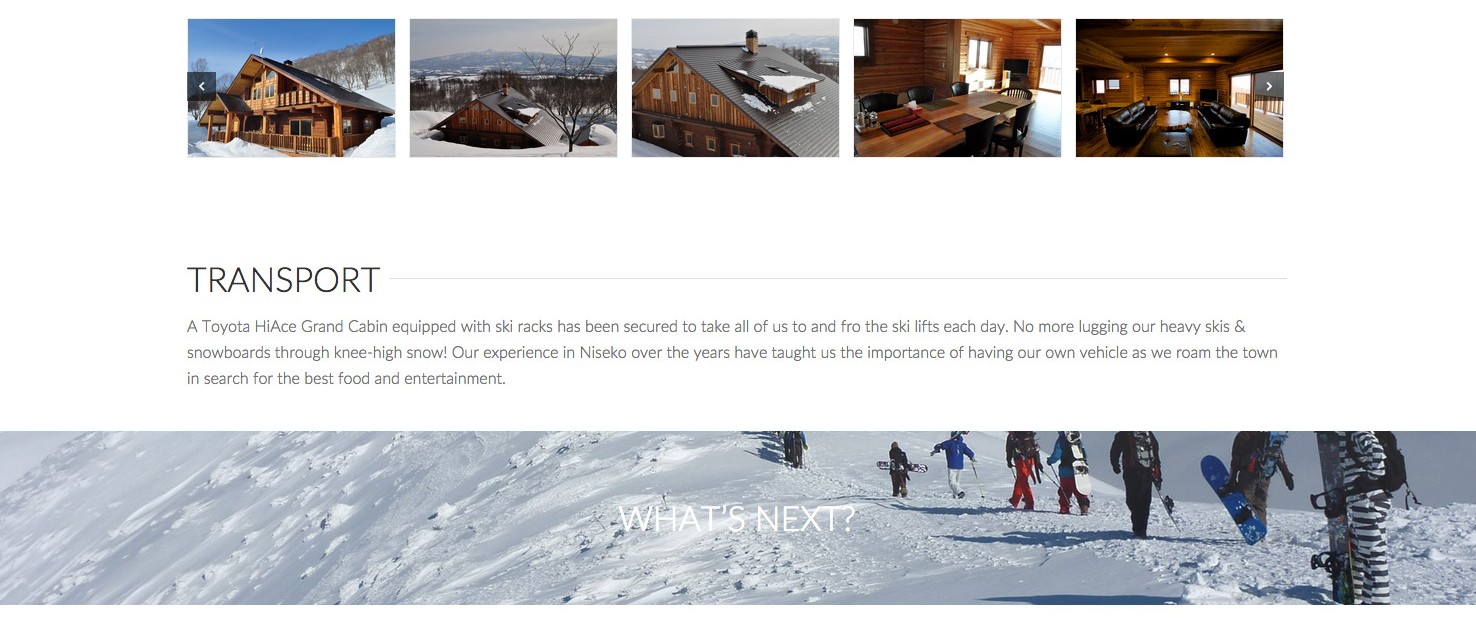 TRANSPORT
A Toyota HiAce Grand Cabin equipped with ski racks has been secured to take all of us to and fro the ski lifts each day. No more lugging our heavy skis &
snowboards through knee-high snow! Our experience in Niseko over the years have taught us the importance of having our own vehicle as we roam the town
in search for the best food and entertainment.
WHAT'S NEXT?